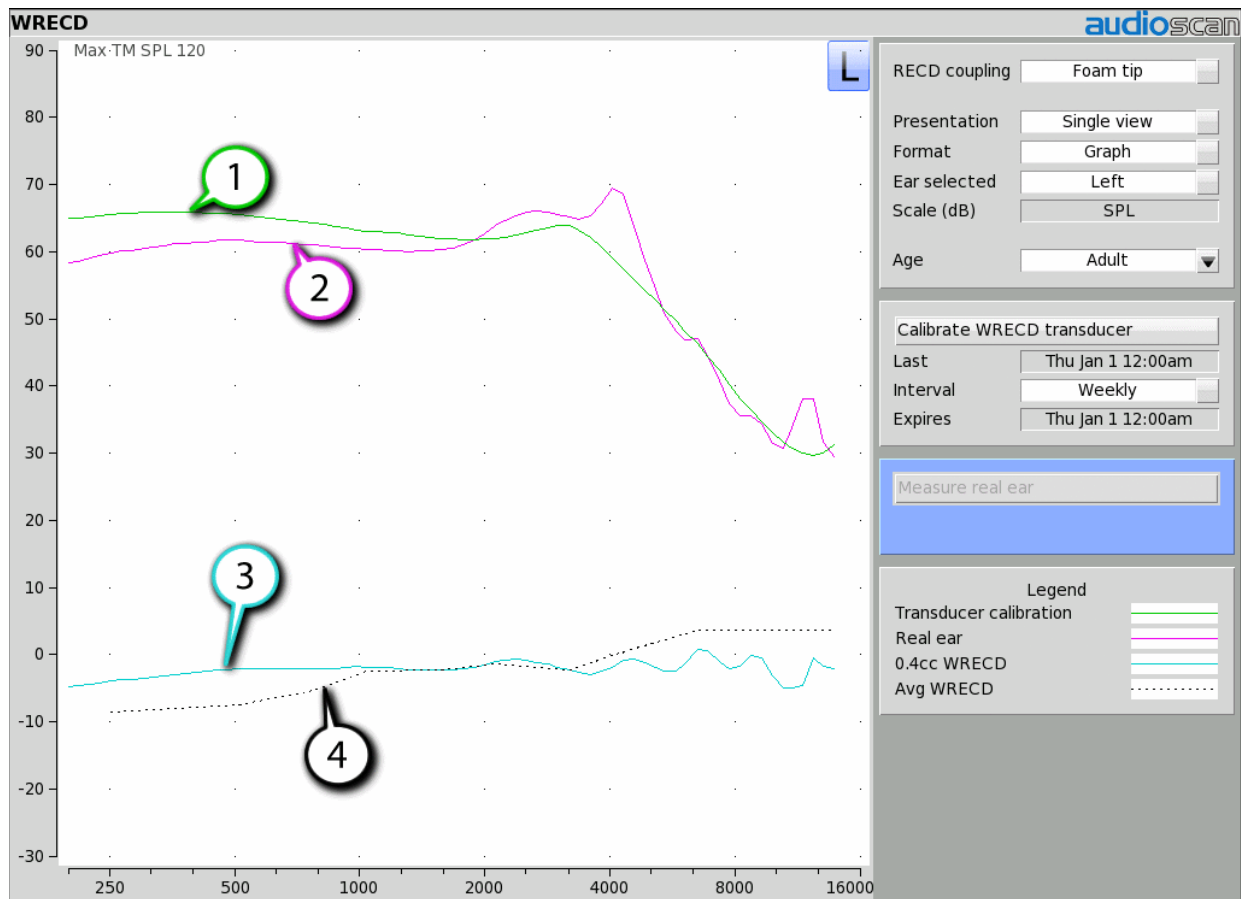 WRECD
audioscan
90
80
70
60
50
40
30
20
10
0
-10
-20
-30
Max·TM SPL 120
L
1
2
3
4
250 500 1000 2000 4000 8000 16000
RECD coupling Foam tip
Presentation Single view
Format Graph
Ear selected Left
Scale (dB) SPL
Age Adult
Calibrate WRECD transducer
Last Thu Jan 1 12:00am
Interval Weekly
Expires Thu Jan 1 12:00am
Measure real ear
Legend
Transducer calibration
Real ear
0.4cc WRECD
Avg WRECD